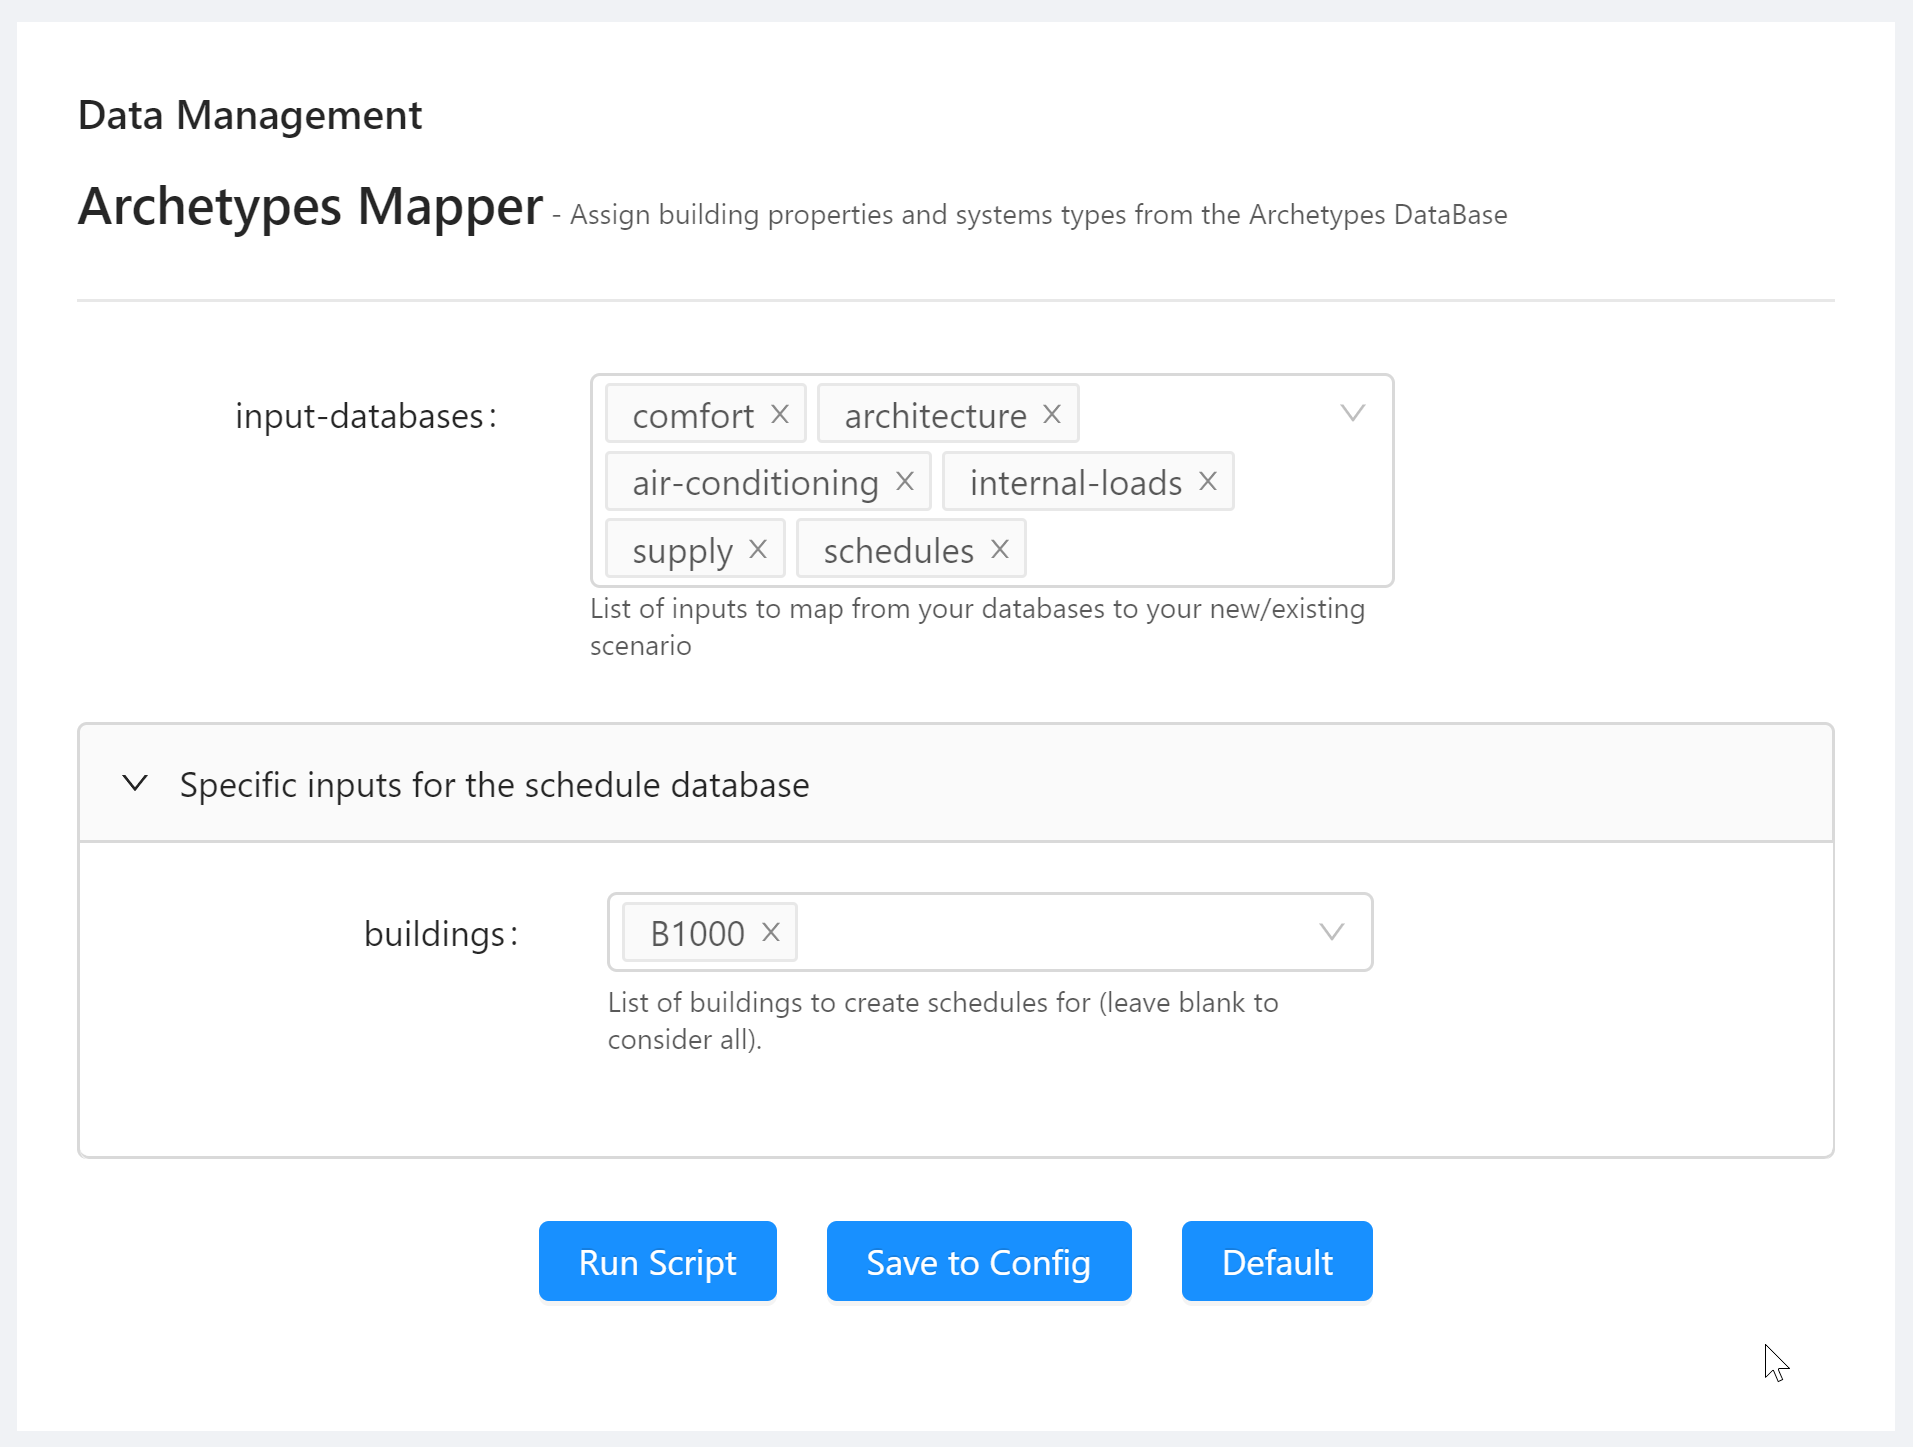 Data Management
Archetypes Mapper - Assign building properties and systems types from the Archetypes DataBase
input-databases:
comfort X architecture X
air-conditioning X internal-loads X
supply X schedules X
List of inputs to map from your databases to your new/existing
scenario
Specific inputs for the schedule database
buildings:
B1000 X
List of buildings to create schedules for (leave blank to
consider all).
Run Script Save to Config Default